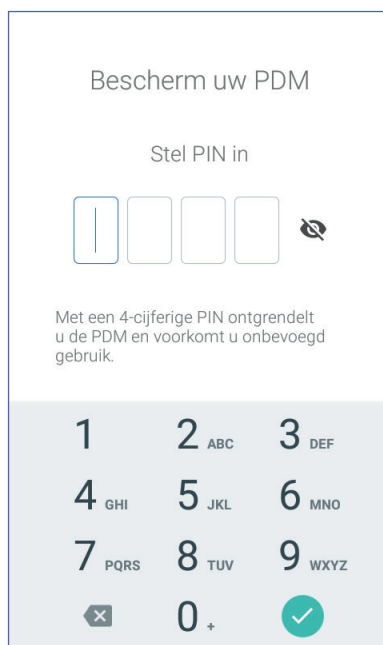 Bescherm uw PDM
Stel PIN in
Met een 4-cijferige PIN ontgrendelt
u de PDM en voorkomt u onbevoegd
gebruik.
1 2 ABC 3 DEF
4 GHI 5 JKL 6 MNO
7 PQRS 8 TUV 9 WXYZ
0 +